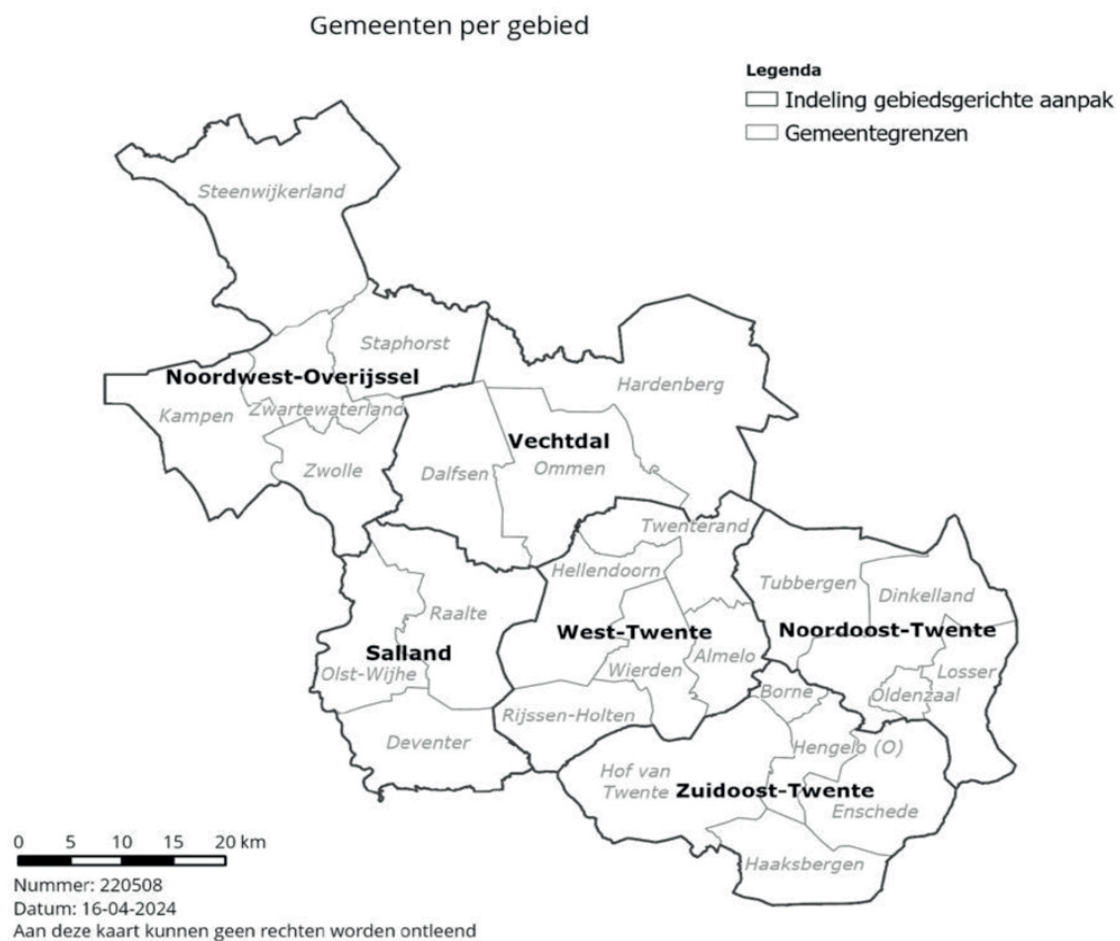 Gemeenten per gebied
Legenda
Indeling gebiedsgerichte aanpak
Gemeentegrenzen
Steenwijkerland
Staphorst
Noordwest-Overijssel
Hardenberg
Kampen
Zwartewaterland
Vechtdal
Zwolle
Dalfsen
Ommen
Twenterand
Hellendoorn
Tubbergen
Dinkelland
Raalte
West-Twente
Noordoost-Twente
Salland
Almelo
Olst-Wijhe
Wierden
Losser
Borne
Oldenzaal
Rijssen-Holten
Deventer
Hengelo (O)
Hof van
Twente
Zuidoost-Twente
Enschede
Haaksbergen
0 5 10 15 20 km
Nummer: 220508
Datum: 16-04-2024
Aan deze kaart kunnen geen rechten worden ontleend